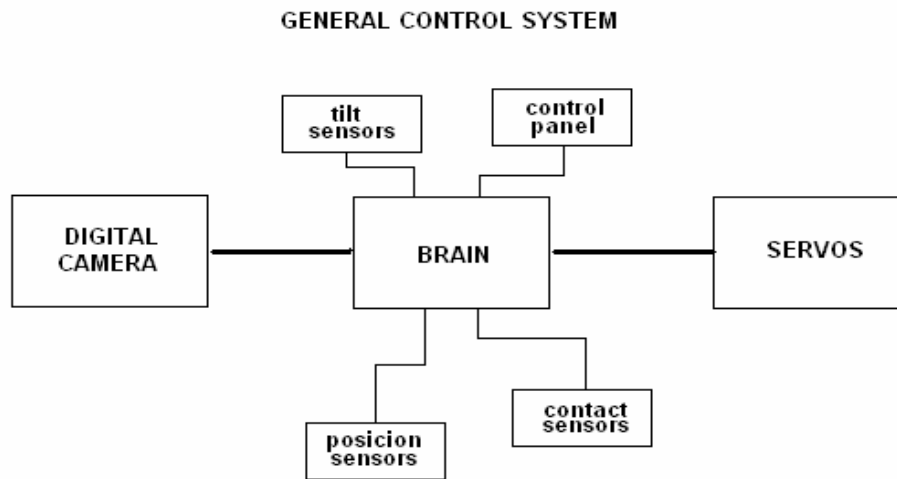 GENERAL CONTROL SYSTEM
tilt
sensors
control
panel
DIGITAL
CAMERA
BRAIN
SERVOS
posicion
sensors
contact
sensors